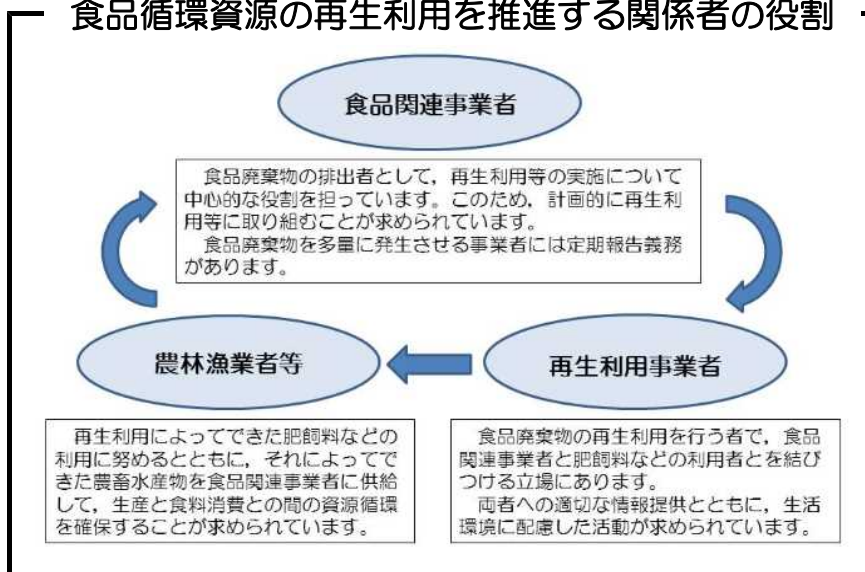 食品循環資源の再生利用を推進する関係者の役割
食品関連事業者
食品廃棄物の排出者として，再生利用等の実施について
中心的な役割を担っています。このため，計画的に再生利
用等に取り組むことが求められています。
食品廃棄物を多量に発生させる事業者には定期報告義務
があります。
農林漁業者等
再生利用事業者
再生利用によってできた肥飼料などの
利用に努めるとともに，それによってで
きた農畜水産物を食品関連事業者に供給
して，生産と食料消費との間の資源循環
を確保することが求められています。
食品廃棄物の再生利用を行う者で，食品
関連事業者と肥飼料などの利用者とを結び
つける立場にあります。
両者への適切な情報提供とともに，生活
環境に配慮した活動が求められています。